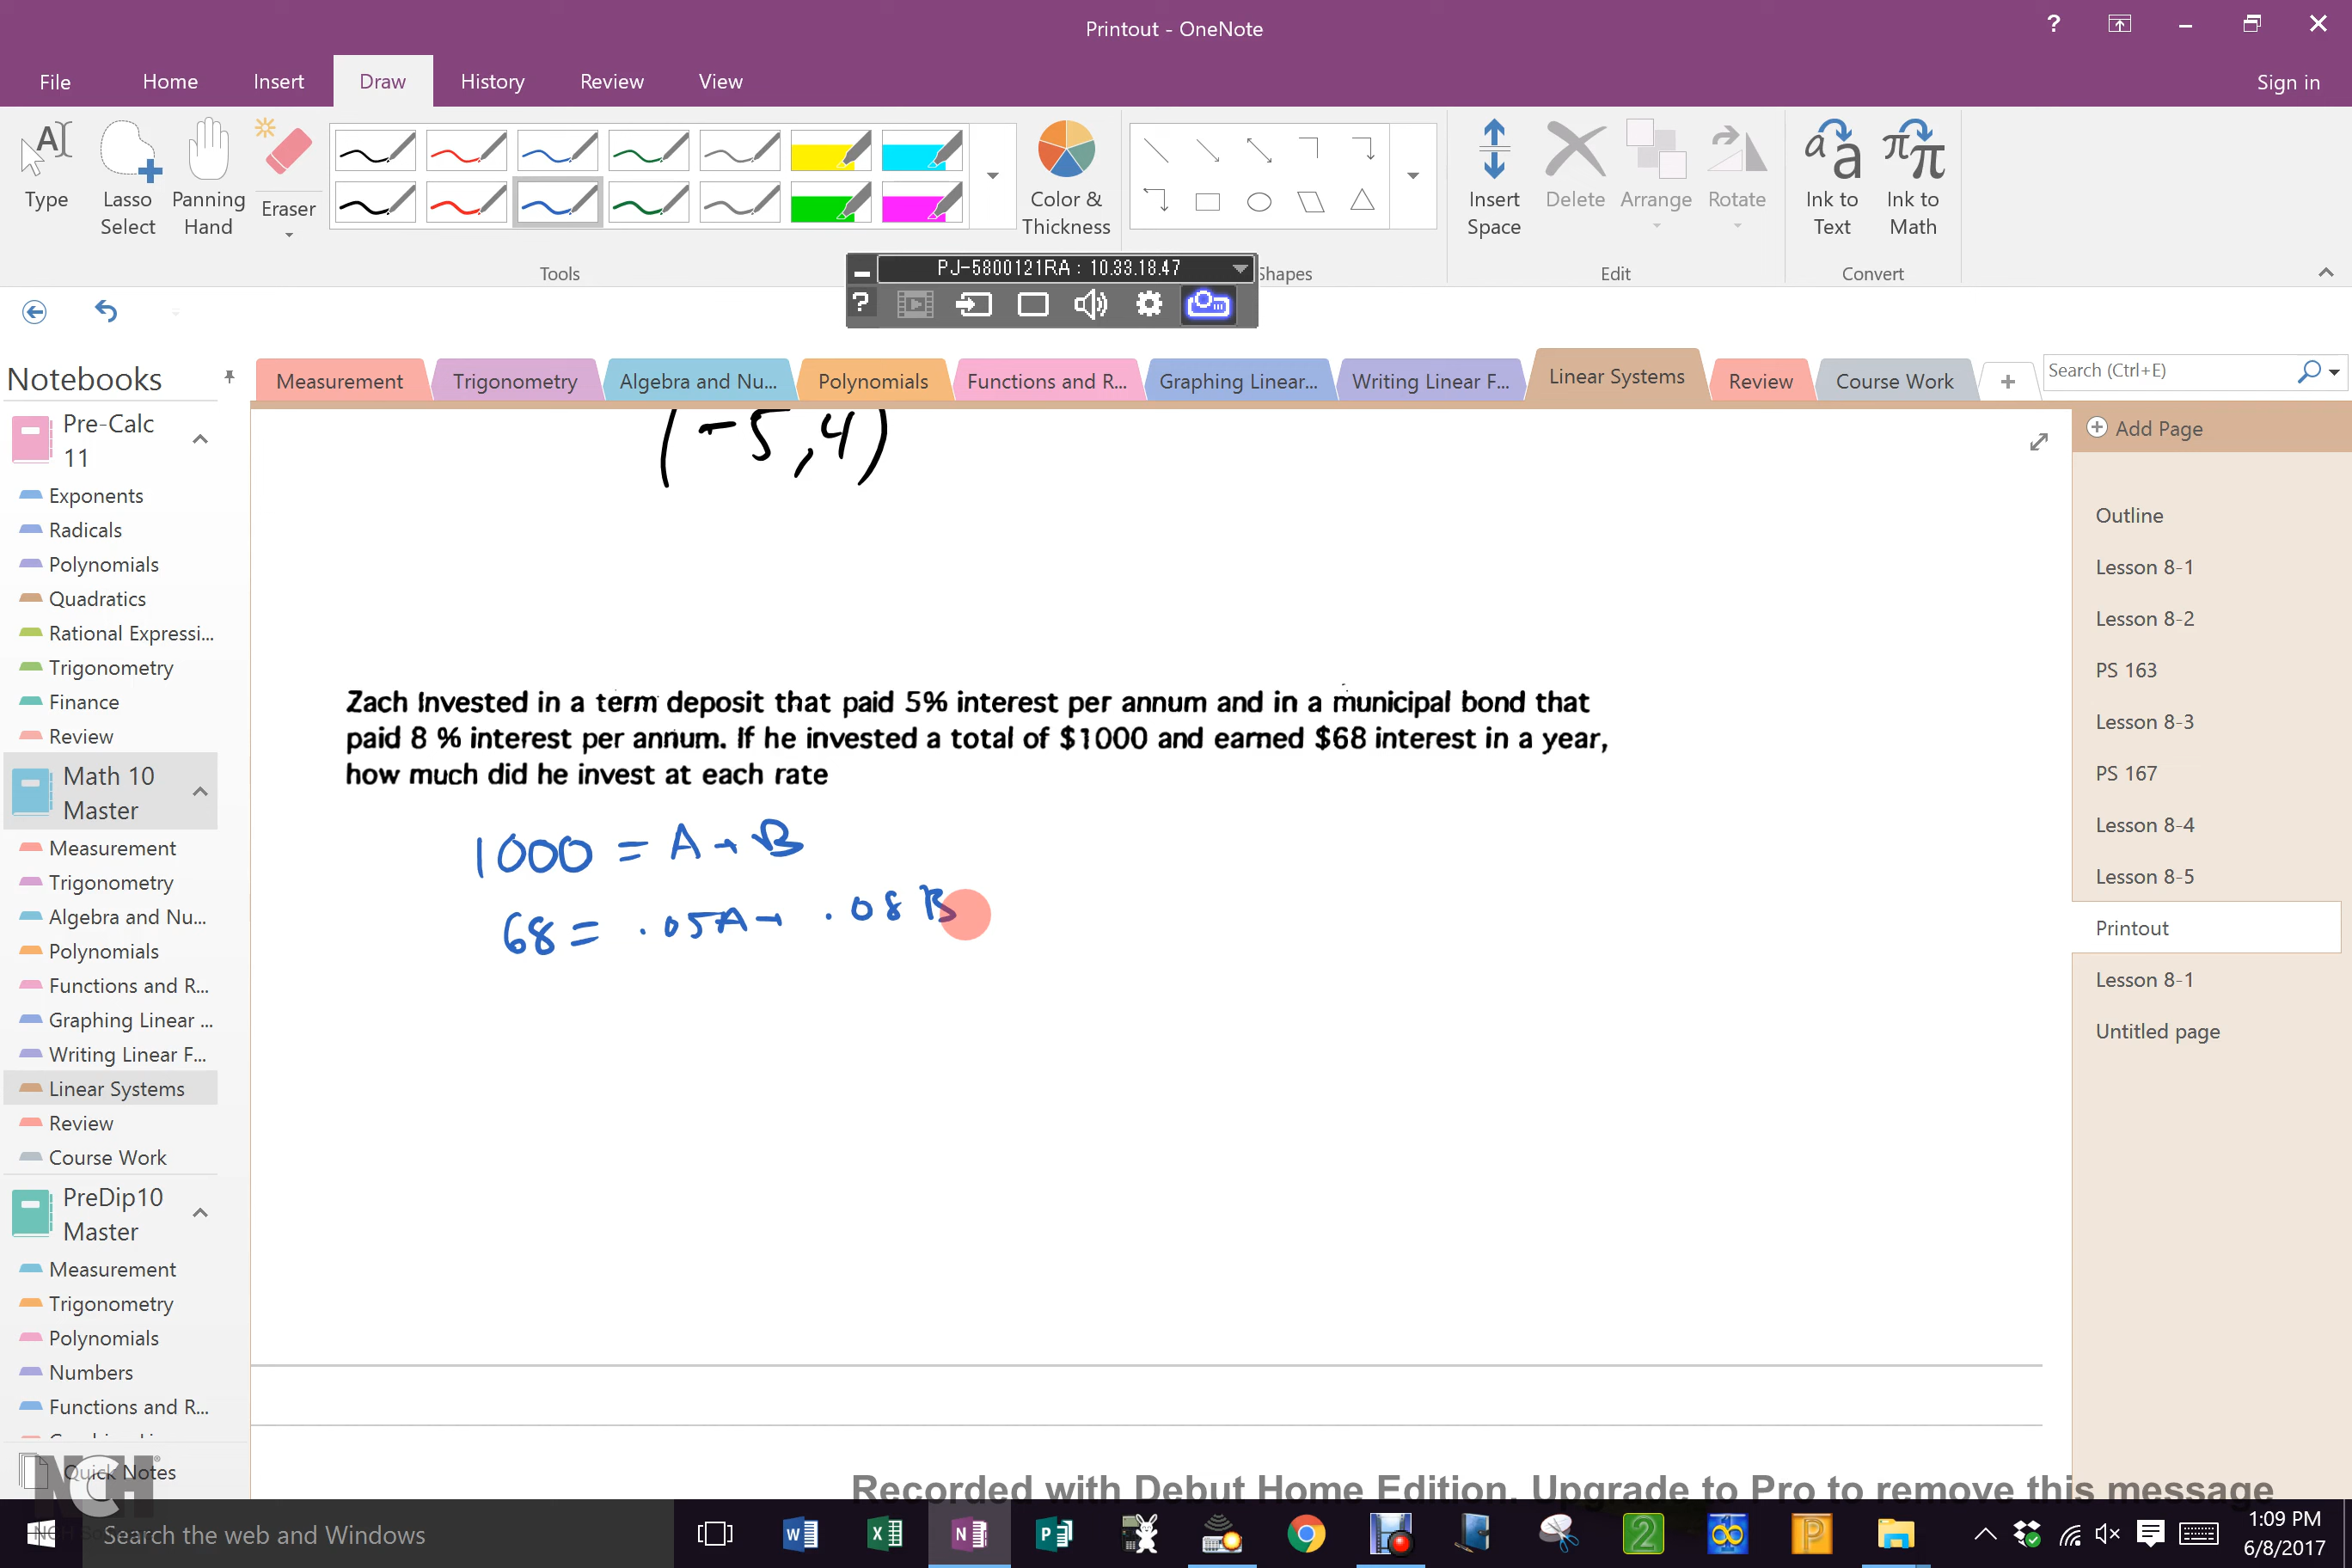 Printout - OneNote
File Home Insert Draw History Review View Sign in
Type
Lasso Select
Panning Hand
Eraser
Color & Thickness
Insert Space
Delete
Arrange
Rotate
Ink to Text
Ink to Math
Tools
Shapes
Edit
Convert
PJ-5800121RA : 10.33.18.47
Notebooks
Measurement Trigonometry Algebra and Nu... Polynomials Functions and R... Graphing Linear... Writing Linear F... Linear Systems Review Course Work +
Search (Ctrl+E)
Pre-Calc 11
Exponents
Radicals
Polynomials
Quadratics
Rational Expressi...
Trigonometry
Finance
Review
Math 10 Master
Measurement
Trigonometry
Algebra and Nu...
Polynomials
Functions and R...
Graphing Linear ...
Writing Linear F...
Linear Systems
Review
Course Work
PreDip10 Master
Measurement
Trigonometry
Polynomials
Numbers
Functions and R...
Quick Notes
(-5,4)
Zach Invested in a term deposit that paid 5% interest per annum and in a municipal bond that
paid 8 % interest per annum. If he invested a total of $1000 and earned $68 interest in a year,
how much did he invest at each rate
1000 = A + B
68 = .05A + .08B
Add Page
Outline
Lesson 8-1
Lesson 8-2
PS 163
Lesson 8-3
PS 167
Lesson 8-4
Lesson 8-5
Printout
Lesson 8-1
Untitled page
NCH
Recorded with Debut Home Edition. Upgrade to Pro to remove this message
Search the web and Windows
1:09 PM
6/8/2017